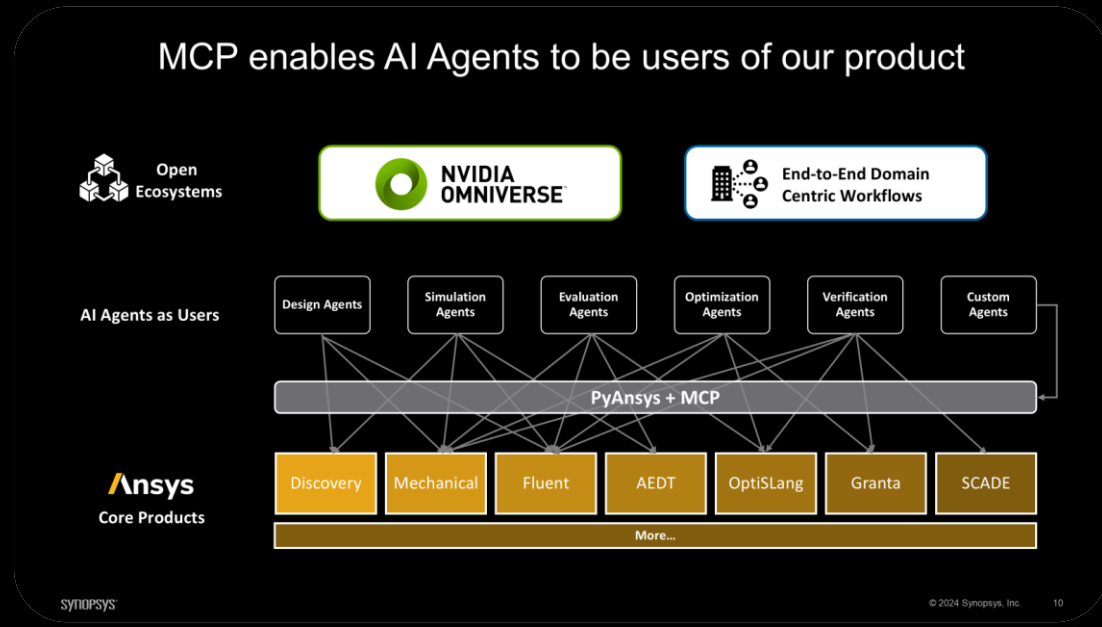 MCP enables AI Agents to be users of our product
Open
Ecosystems
NVIDIA
OMNIVERSE™
End-to-End Domain
Centric Workflows
AI Agents as Users
Design Agents
Simulation
Agents
Evaluation
Agents
Optimization
Agents
Verification
Agents
Custom
Agents
PyAnsys + MCP
Ansys
Core Products
Discovery
Mechanical
Fluent
AEDT
OptiSLang
Granta
SCADE
More...
SYNOPSYS®
© 2024 Synopsys, Inc.
10